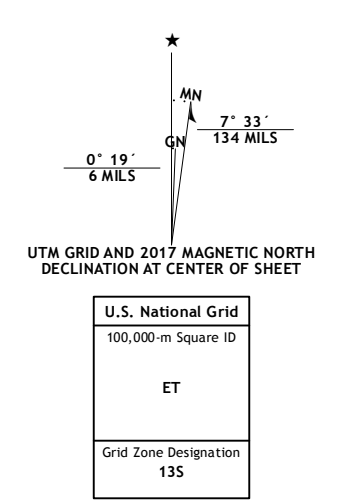 ★
MN
GN
7° 33´
134 MILS
0° 19´
6 MILS
UTM GRID AND 2017 MAGNETIC NORTH
DECLINATION AT CENTER OF SHEET
U.S. National Grid
100,000-m Square ID
ET
Grid Zone Designation
13S